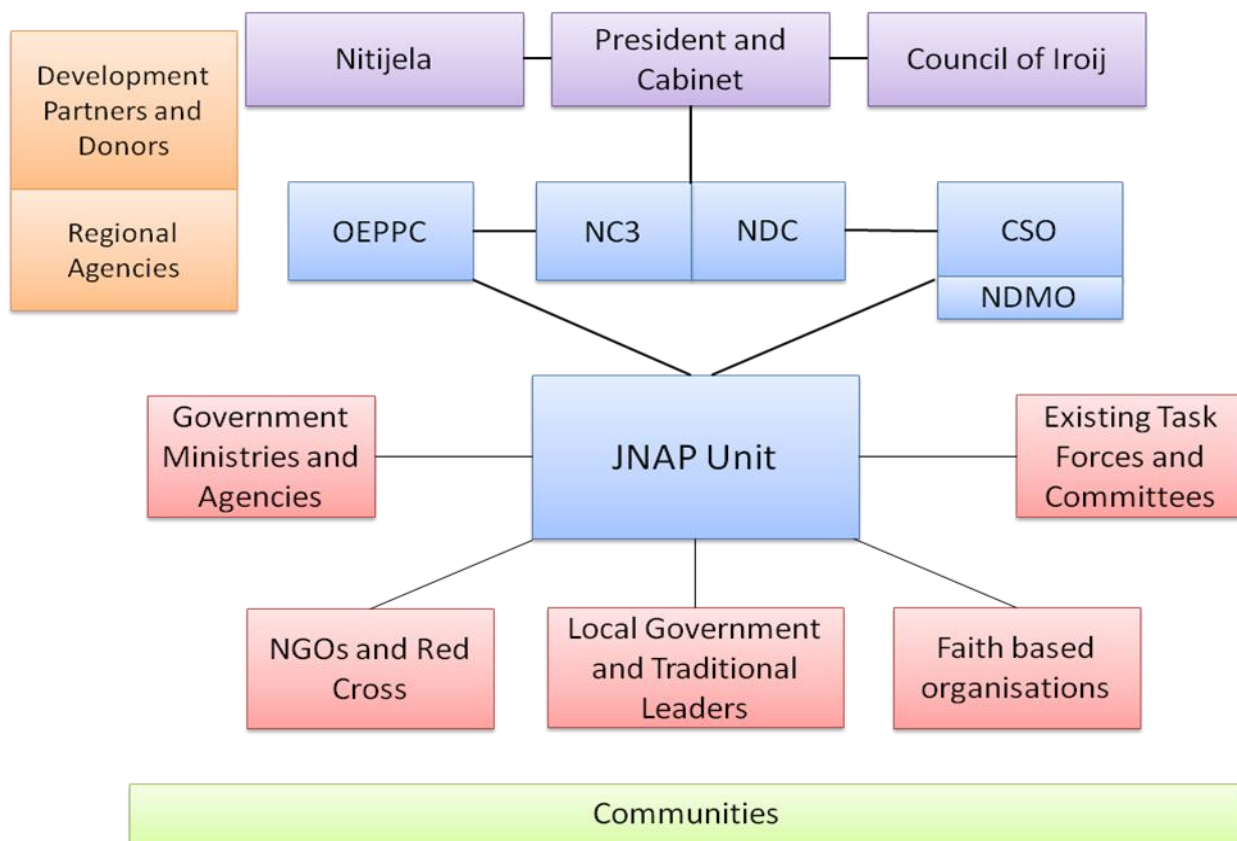 Development
Partners and
Donors
Regional
Agencies
Nitijela
President and
Cabinet
Council of Iroij
OEPPC
NC3
NDC
CSO
NDMO
Government
Ministries and
Agencies
JNAP Unit
Existing Task
Forces and
Committees
NGOs and Red
Cross
Local Government
and Traditional
Leaders
Faith based
organisations
Communities